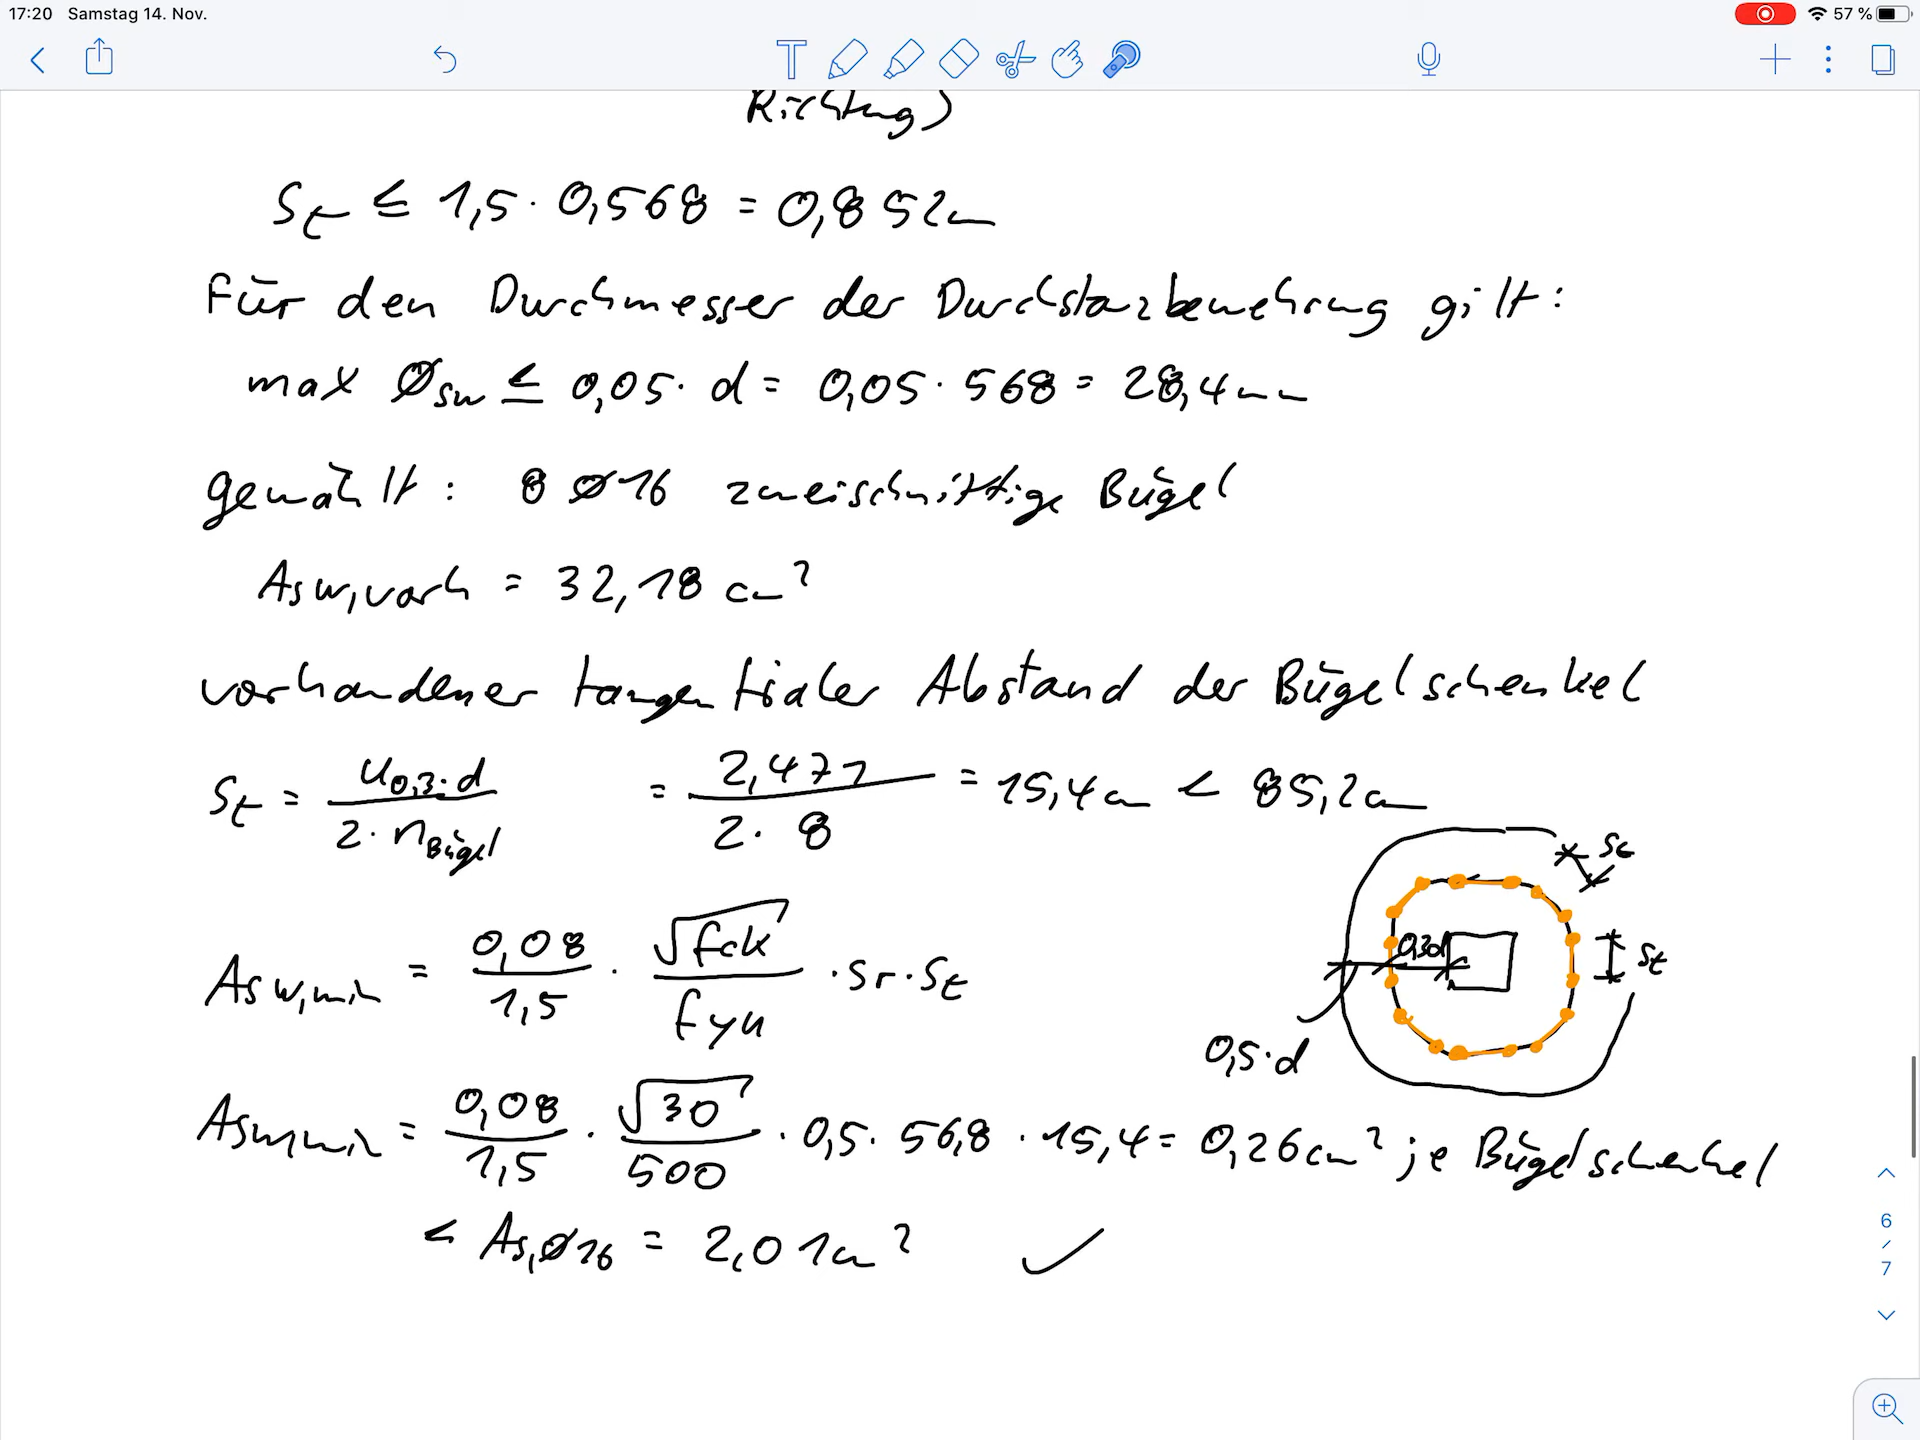 17:20 Samstag 14. Nov.
57 %
Richtung)
St ≤ 1,5 · 0,568 = 0,852m
Für den Durchmesser der Durchstanzbewehrung gilt:
max Øsw ≤ 0,05 · d = 0,05 · 568 = 28,4mm
gewählt: 8 Ø16 zweischnittige Bügel
Asw,vorh = 32,18 cm²
vorhandener tangentialer Abstand der Bügelschenkel
St = u0,3·d / 2 · nBügel = 2,471 / 2 · 8 = 15,4cm < 85,2cm
St
Asw,min = 0,08 / 1,5 · √fck / fyk · sr · st
0,3d
St
0,5·d
Asw,min = 0,08 / 1,5 · √30 / 500 · 0,5 · 56,8 · 15,4 = 0,26cm² je Bügelschenkel
< As,Ø16 = 2,01cm² ✓
6
/
7